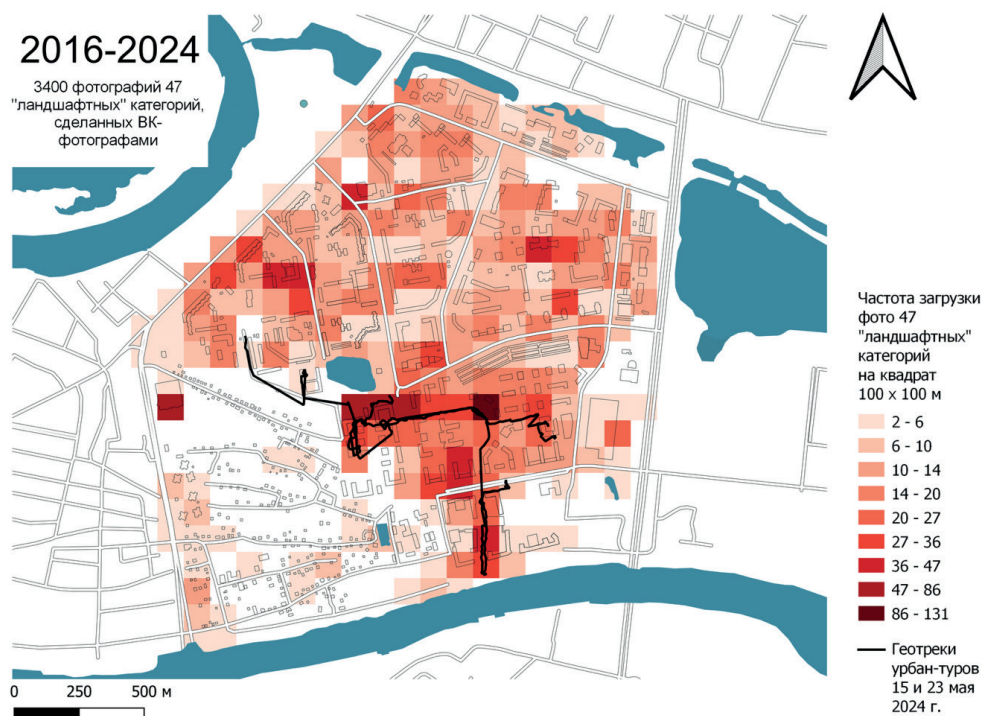 2016-2024
3400 фотографий 47
"ландшафтных" категорий,
сделанных ВК-
фотографами
Частота загрузки
фото 47
"ландшафтных"
категорий
на квадрат
100 x 100 м
2 - 6
6 - 10
10 - 14
14 - 20
20 - 27
27 - 36
36 - 47
47 - 86
86 - 131
Геотреки
урбан-туров
15 и 23 мая
2024 г.
0 250 500 м